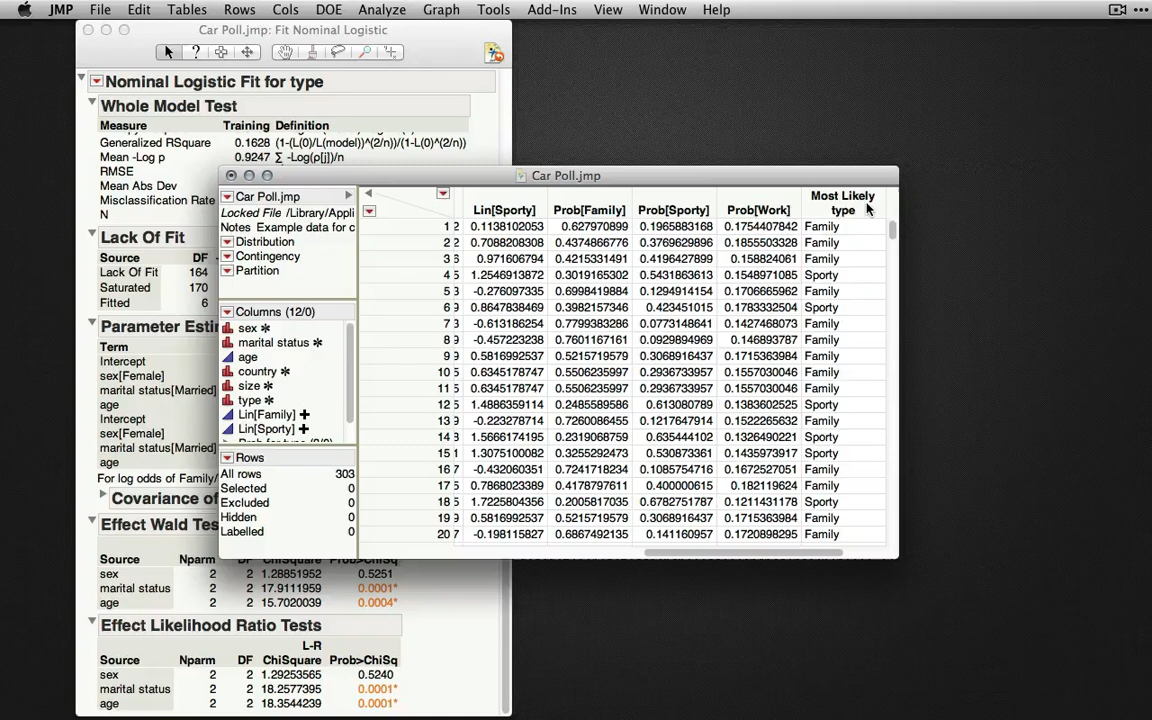 JMP File Edit Tables Rows Cols DOE Analyze Graph Tools Add-Ins View Window Help
Car Poll.jmp: Fit Nominal Logistic
Nominal Logistic Fit for type
Whole Model Test
Measure Training Definition
Generalized RSquare 0.1628 (1-(L(0)/L(model))^(2/n))/(1-L(0)^(2/n))
Mean -Log p 0.9247 ∑ -Log(ρ[j])/n
RMSE
Mean Abs Dev
Misclassification Rate
N
Lack Of Fit
Source DF
Lack Of Fit 164
Saturated 170
Fitted 6
Parameter Estim
Term
Intercept
sex[Female]
marital status[Married]
age
Intercept
sex[Female]
marital status[Married]
age
For log odds of Family/
Covariance of
Effect Wald Tes
Source Nparm DF ChiSquare Prob>ChiSq
sex 2 2 1.28851952 0.5251
marital status 2 2 17.9111959 0.0001*
age 2 2 15.7020039 0.0004*
Effect Likelihood Ratio Tests
L-R
Source Nparm DF ChiSquare Prob>ChiSq
sex 2 2 1.29253565 0.5240
marital status 2 2 18.2577395 0.0001*
age 2 2 18.3544239 0.0001*
Car Poll.jmp
Car Poll.jmp
Locked File /Library/Appli
Notes Example data for c
Distribution
Contingency
Partition
Columns (12/0)
sex
marital status
age
country
size
type
Lin[Family]
Lin[Sporty]
Rows
All rows 303
Selected 0
Excluded 0
Hidden 0
Labelled 0
Lin[Sporty] Prob[Family] Prob[Sporty] Prob[Work] Most Likely type
1 2 0.1138102053 0.627970899 0.1965883168 0.1754407842 Family
2 2 0.7088208308 0.4374866776 0.3769629896 0.1855503328 Family
3 6 0.971606794 0.4215331491 0.4196427899 0.158824061 Family
4 5 1.2546913872 0.3019165302 0.5431863613 0.1548971085 Sporty
5 3 -0.276097335 0.6998419884 0.1294914154 0.1706665962 Family
6 9 0.8647838469 0.3982157346 0.423451015 0.1783332504 Sporty
7 3 -0.613186254 0.7799383286 0.0773148641 0.1427468073 Family
8 9 -0.457223238 0.7601167161 0.0929894969 0.146893787 Family
9 9 0.5816992537 0.5215719579 0.3068916437 0.1715363984 Family
10 5 0.6345178747 0.5506235997 0.2936733957 0.1557030046 Family
11 5 0.6345178747 0.5506235997 0.2936733957 0.1557030046 Family
12 5 1.4886359114 0.2485589586 0.613080789 0.1383602525 Sporty
13 9 -0.223278141 0.7260086455 0.1217647914 0.1522265632 Family
14 3 1.5666174195 0.2319068759 0.635444102 0.1326490221 Sporty
15 1 1.3075100082 0.3255292473 0.530873361 0.1435973917 Sporty
16 7 -0.432060351 0.7241718234 0.1085754716 0.1672527051 Family
17 5 0.7868023389 0.4178797611 0.400000615 0.182119624 Family
18 5 1.7225804356 0.2005817035 0.6782751787 0.1211431178 Sporty
19 9 0.5816992537 0.5215719579 0.3068916437 0.1715363984 Family
20 7 -0.198115827 0.6867492135 0.141160957 0.1720898295 Family